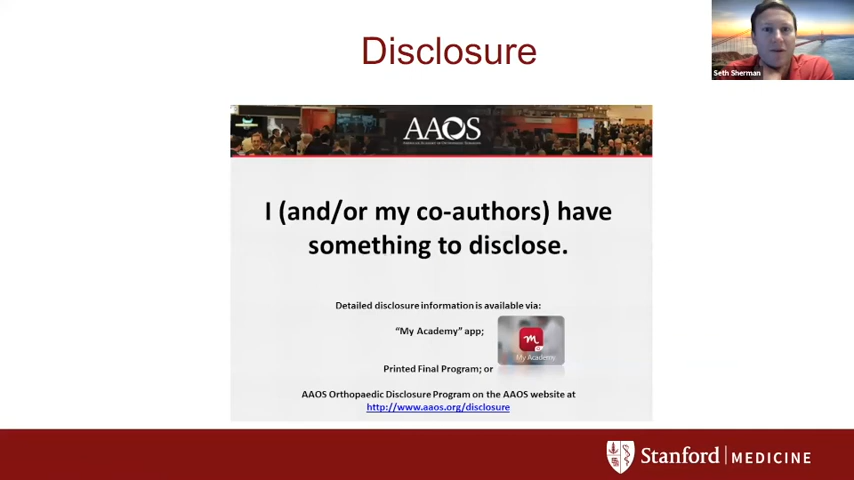 Disclosure
Seth Sherman
AAOS
AMERICAN ACADEMY OF ORTHOPAEDIC SURGEONS
I (and/or my co-authors) have
something to disclose.
Detailed disclosure information is available via:
“My Academy” app;
My Academy
Printed Final Program; or
AAOS Orthopaedic Disclosure Program on the AAOS website at
http://www.aaos.org/disclosure
Stanford MEDICINE